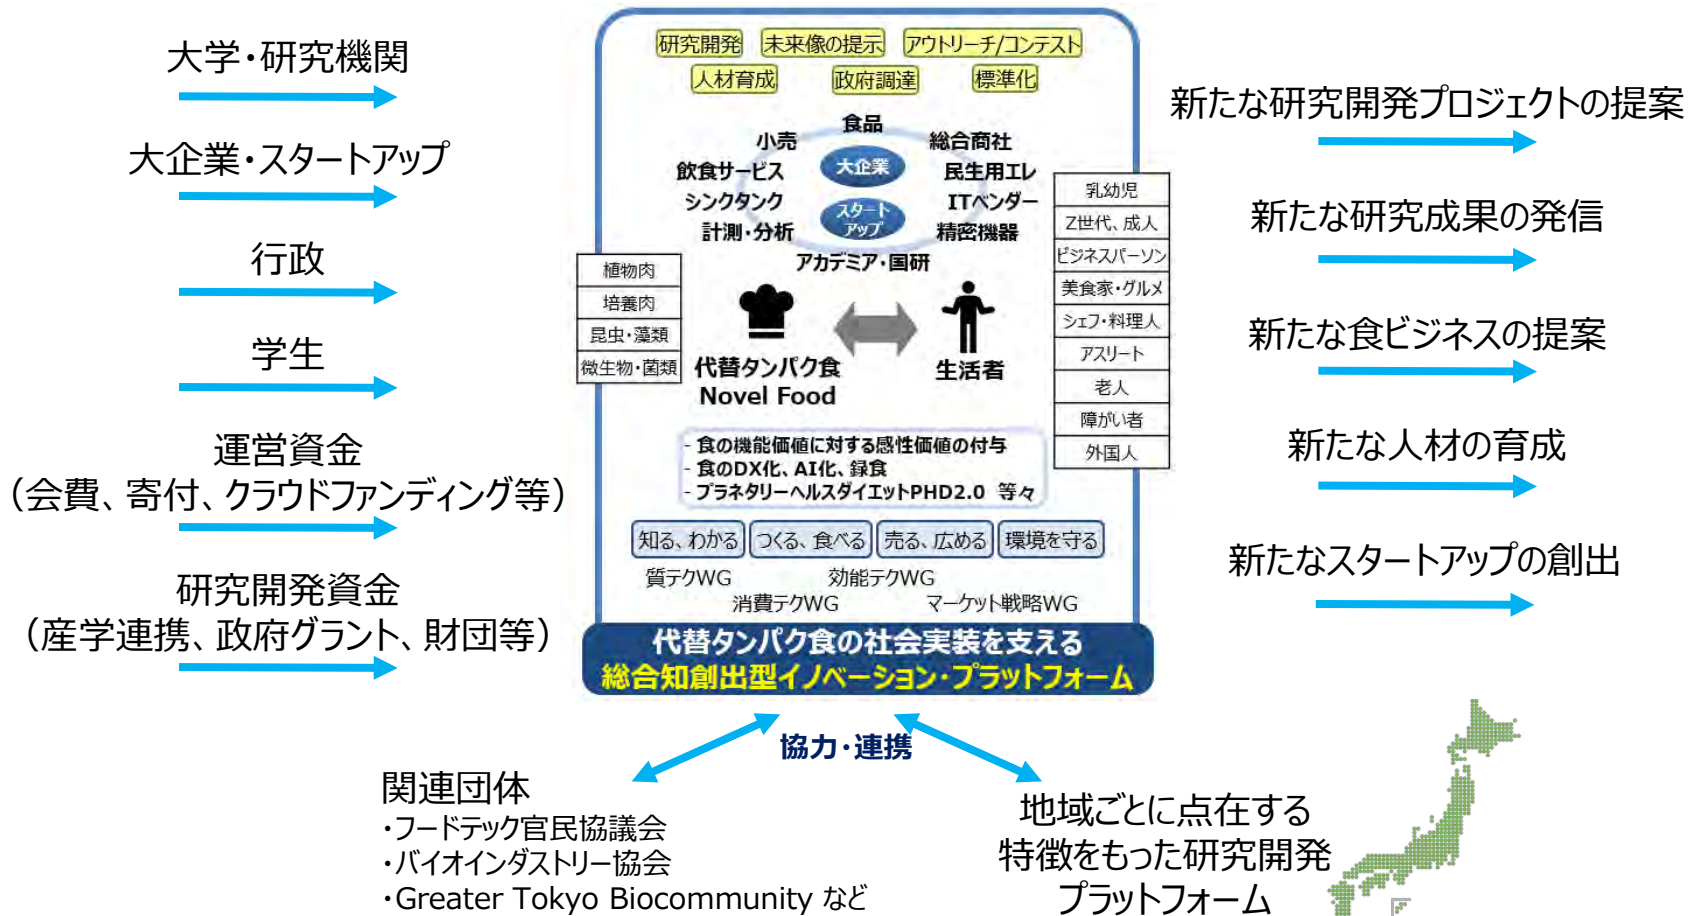 大学・研究機関
大企業・スタートアップ
行政
学生
運営資金
（会費、寄付、クラウドファンディング等）
研究開発資金
（産学連携、政府グラント、財団等）
研究開発 未来像の提示 アウトリーチ/コンテスト
人材育成 政府調達 標準化
食品
小売 総合商社
飲食サービス 大企業 民生用エレ
シンクタンク スタート ITベンダー
アップ
計測・分析 精密機器
アカデミア・国研
植物肉
培養肉
昆虫・藻類
微生物・菌類
代替タンパク食
Novel Food
生活者
乳幼児
Z世代、成人
ビジネスパーソン
美食家・グルメ
シェフ・料理人
アスリート
老人
障がい者
外国人
- 食の機能価値に対する感性価値の付与
- 食のDX化、AI化、録食
- プラネタリーヘルスダイエットPHD2.0 等々
知る、わかる つくる、食べる 売る、広める 環境を守る
質テクWG 効能テクWG
消費テクWG マーケット戦略WG
代替タンパク食の社会実装を支える
総合知創出型イノベーション・プラットフォーム
新たな研究開発プロジェクトの提案
新たな研究成果の発信
新たな食ビジネスの提案
新たな人材の育成
新たなスタートアップの創出
協力・連携
関連団体
・フードテック官民協議会
・バイオインダストリー協会
・Greater Tokyo Biocommunity など
地域ごとに点在する
特徴をもった研究開発
プラットフォーム